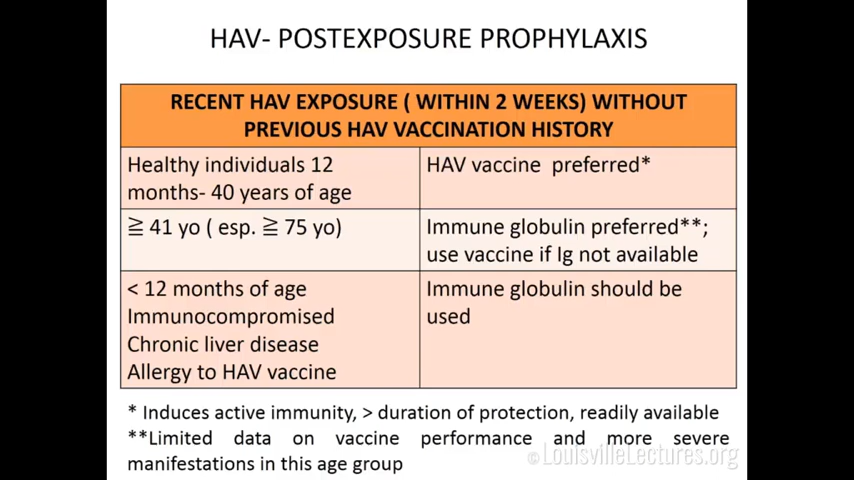 HAV- POSTEXPOSURE PROPHYLAXIS
RECENT HAV EXPOSURE ( WITHIN 2 WEEKS) WITHOUT
PREVIOUS HAV VACCINATION HISTORY
Healthy individuals 12
months- 40 years of age
HAV vaccine preferred*
≧ 41 yo ( esp. ≧ 75 yo)
Immune globulin preferred**;
use vaccine if Ig not available
< 12 months of age
Immunocompromised
Chronic liver disease
Allergy to HAV vaccine
Immune globulin should be
used
* Induces active immunity, > duration of protection, readily available
**Limited data on vaccine performance and more severe
manifestations in this age group
© LouisvilleLectures.org